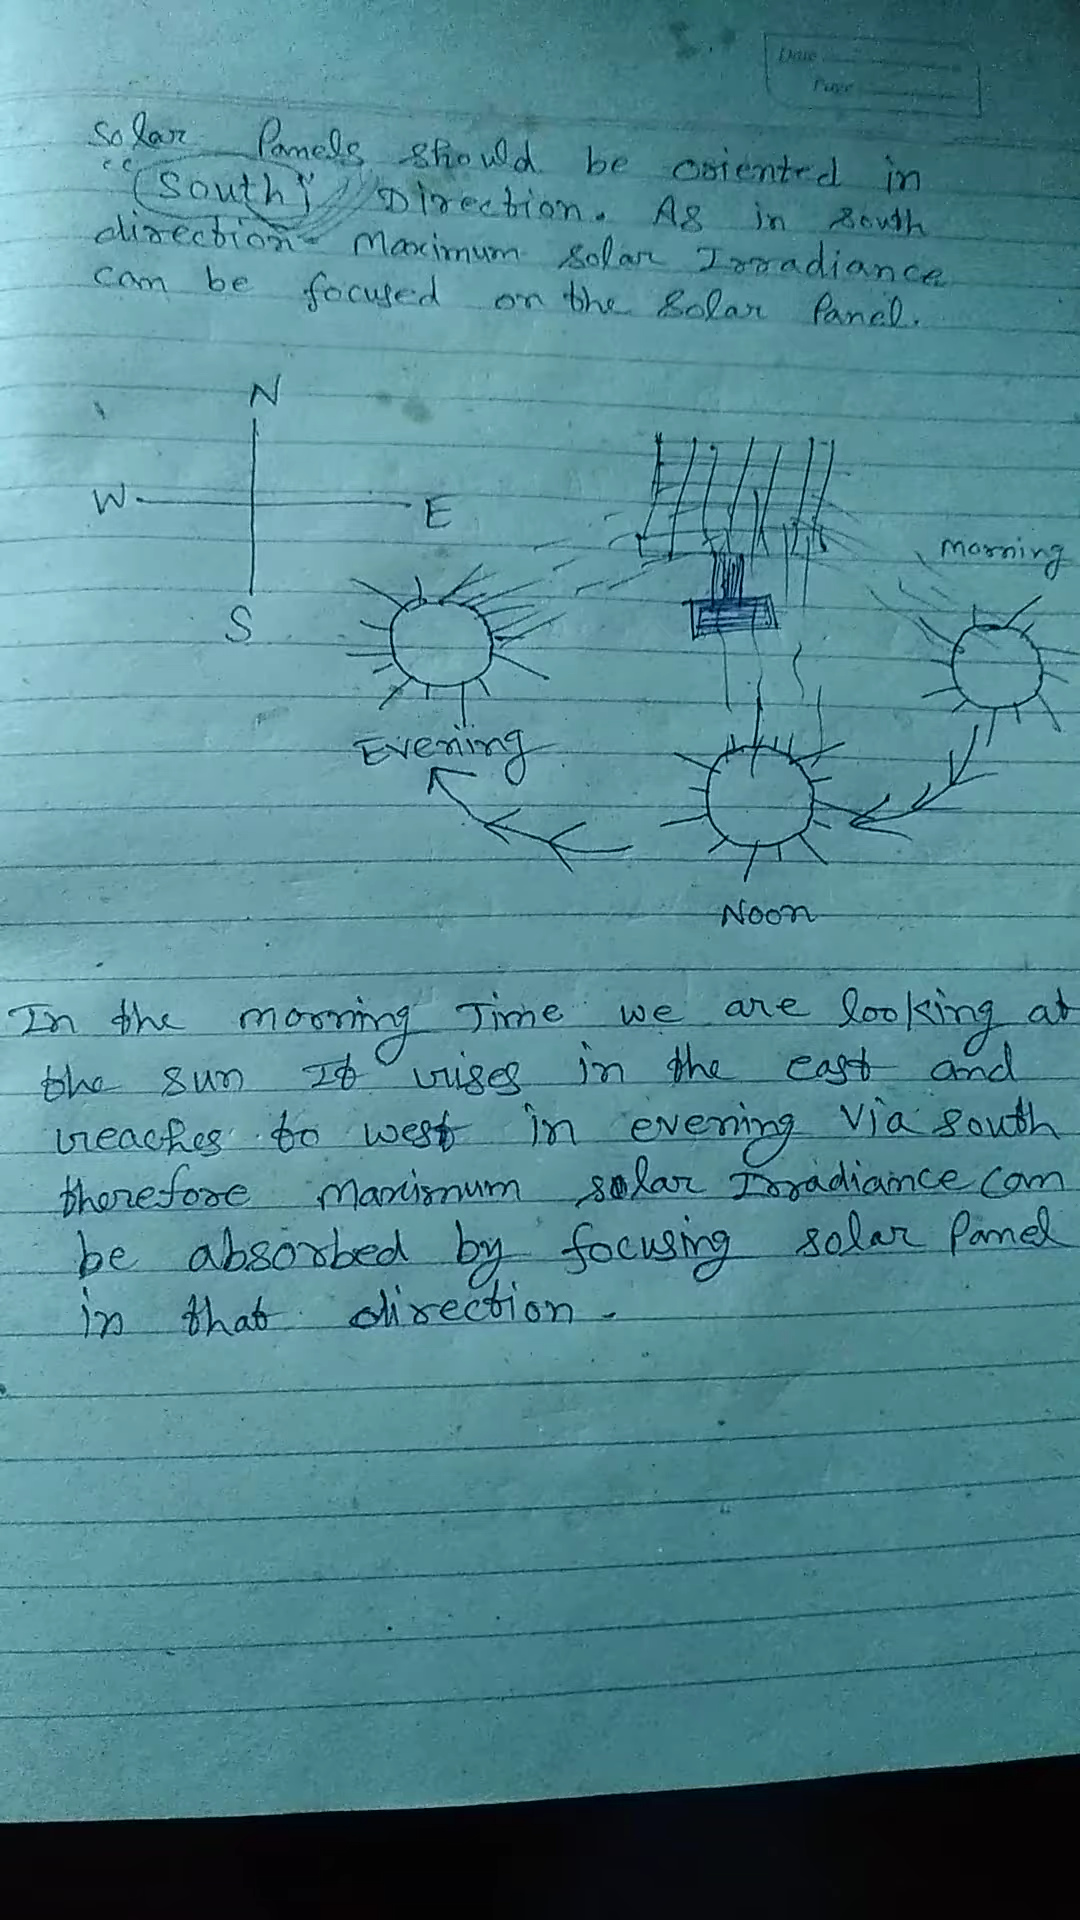 Date
Page
Solar Panels should be oriented in
"South" Direction. As in south
direction maximum solar Irradiance
can be focused on the solar Panel.
N
W E
S
morning
Evening
Noon
In the morning Time we are looking at
the sun It rises in the east and
reaches to west in evening Via south
therefore maximum solar Irradiance can
be absorbed by focusing solar Panel
in that direction.